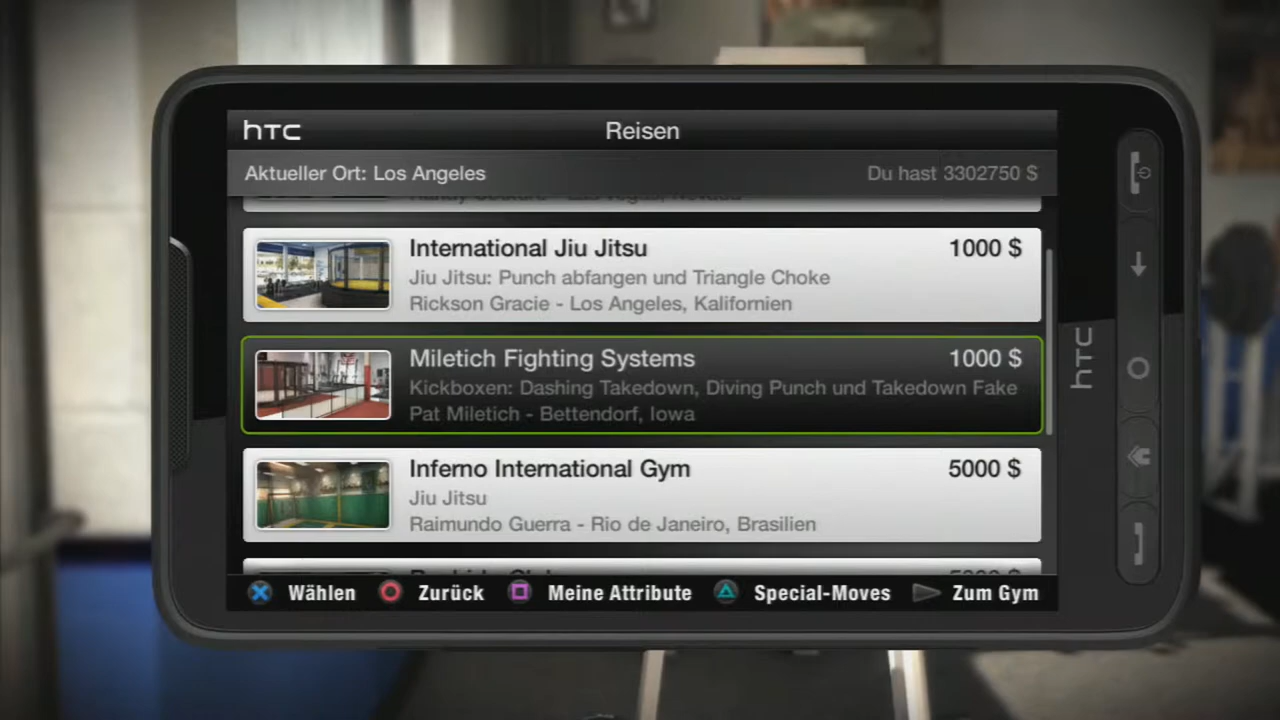 hTC
Reisen
Aktueller Ort: Los Angeles
Du hast 3302750 $
International Jiu Jitsu
1000 $
Jiu Jitsu: Punch abfangen und Triangle Choke
Rickson Gracie - Los Angeles, Kalifornien
Miletich Fighting Systems
1000 $
Kickboxen: Dashing Takedown, Diving Punch und Takedown Fake
Pat Miletich - Bettendorf, Iowa
Inferno International Gym
5000 $
Jiu Jitsu
Raimundo Guerra - Rio de Janeiro, Brasilien
Wählen
Zurück
Meine Attribute
Special-Moves
Zum Gym
hTC